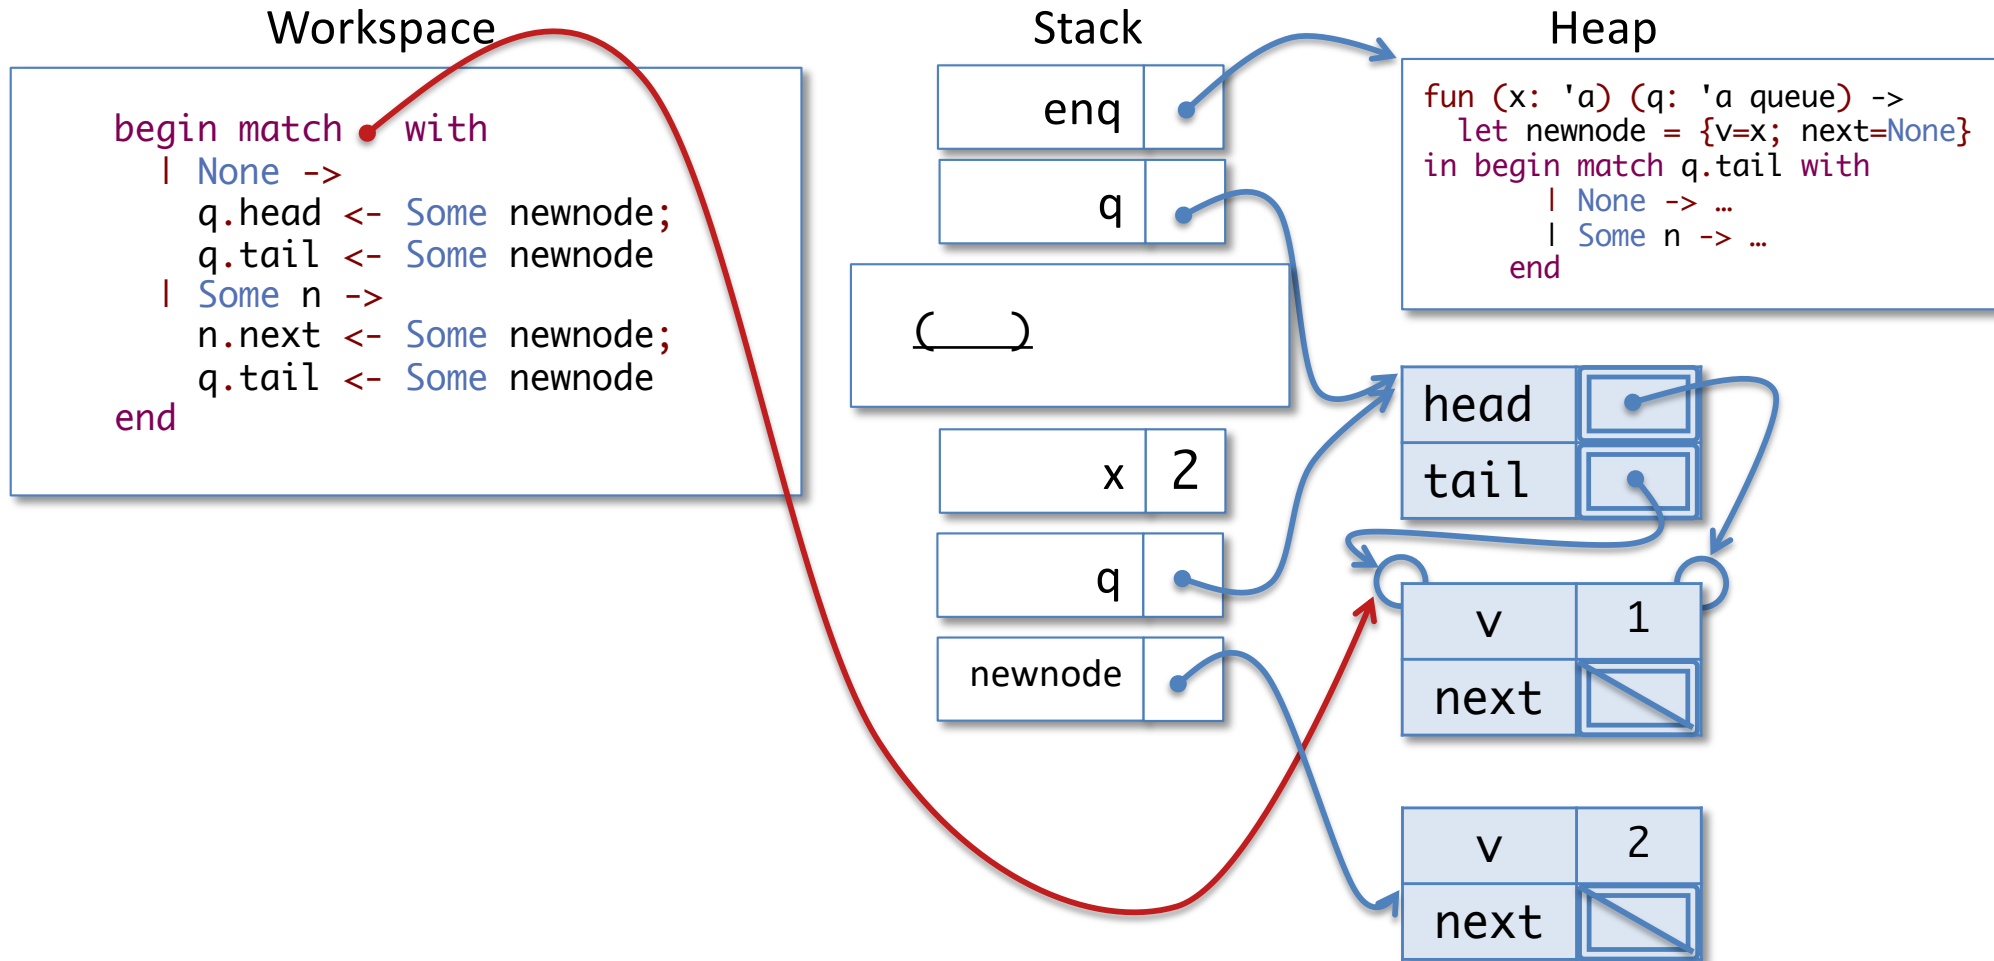 Workspace
begin match with
| None ->
q.head <- Some newnode;
q.tail <- Some newnode
| Some n ->
n.next <- Some newnode;
q.tail <- Some newnode
end
Stack
enq
q
(    )
x 2
q
newnode
Heap
fun (x: 'a) (q: 'a queue) ->
let newnode = {v=x; next=None}
in begin match q.tail with
| None -> …
| Some n -> …
end
head
tail
v 1
next
v 2
next